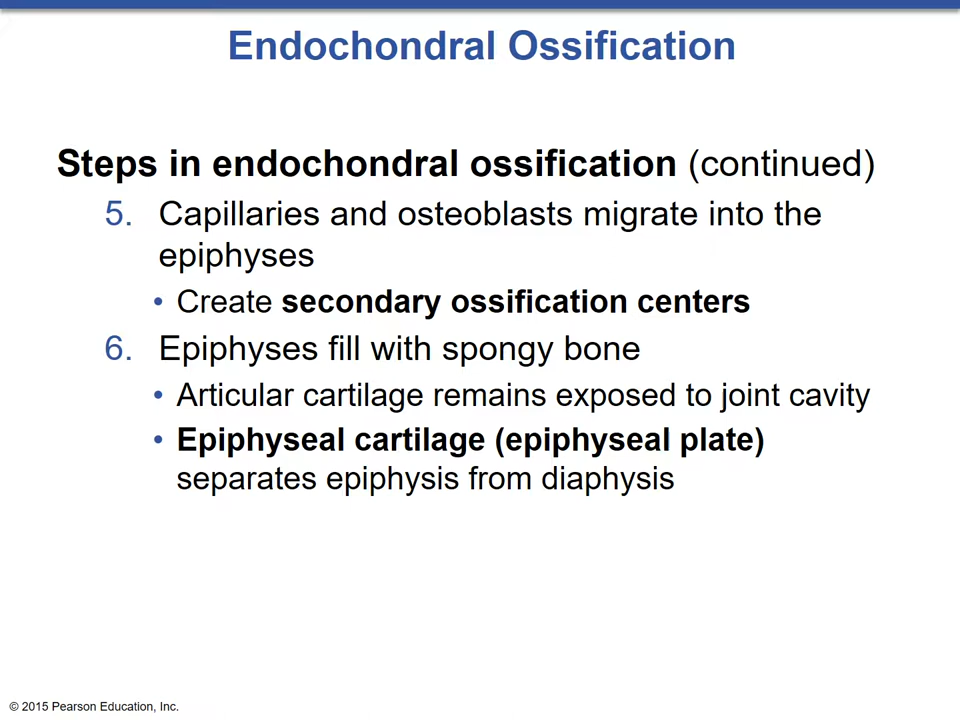 Endochondral Ossification
Steps in endochondral ossification (continued)
5. Capillaries and osteoblasts migrate into the
epiphyses
• Create secondary ossification centers
6. Epiphyses fill with spongy bone
• Articular cartilage remains exposed to joint cavity
• Epiphyseal cartilage (epiphyseal plate)
separates epiphysis from diaphysis
© 2015 Pearson Education, Inc.